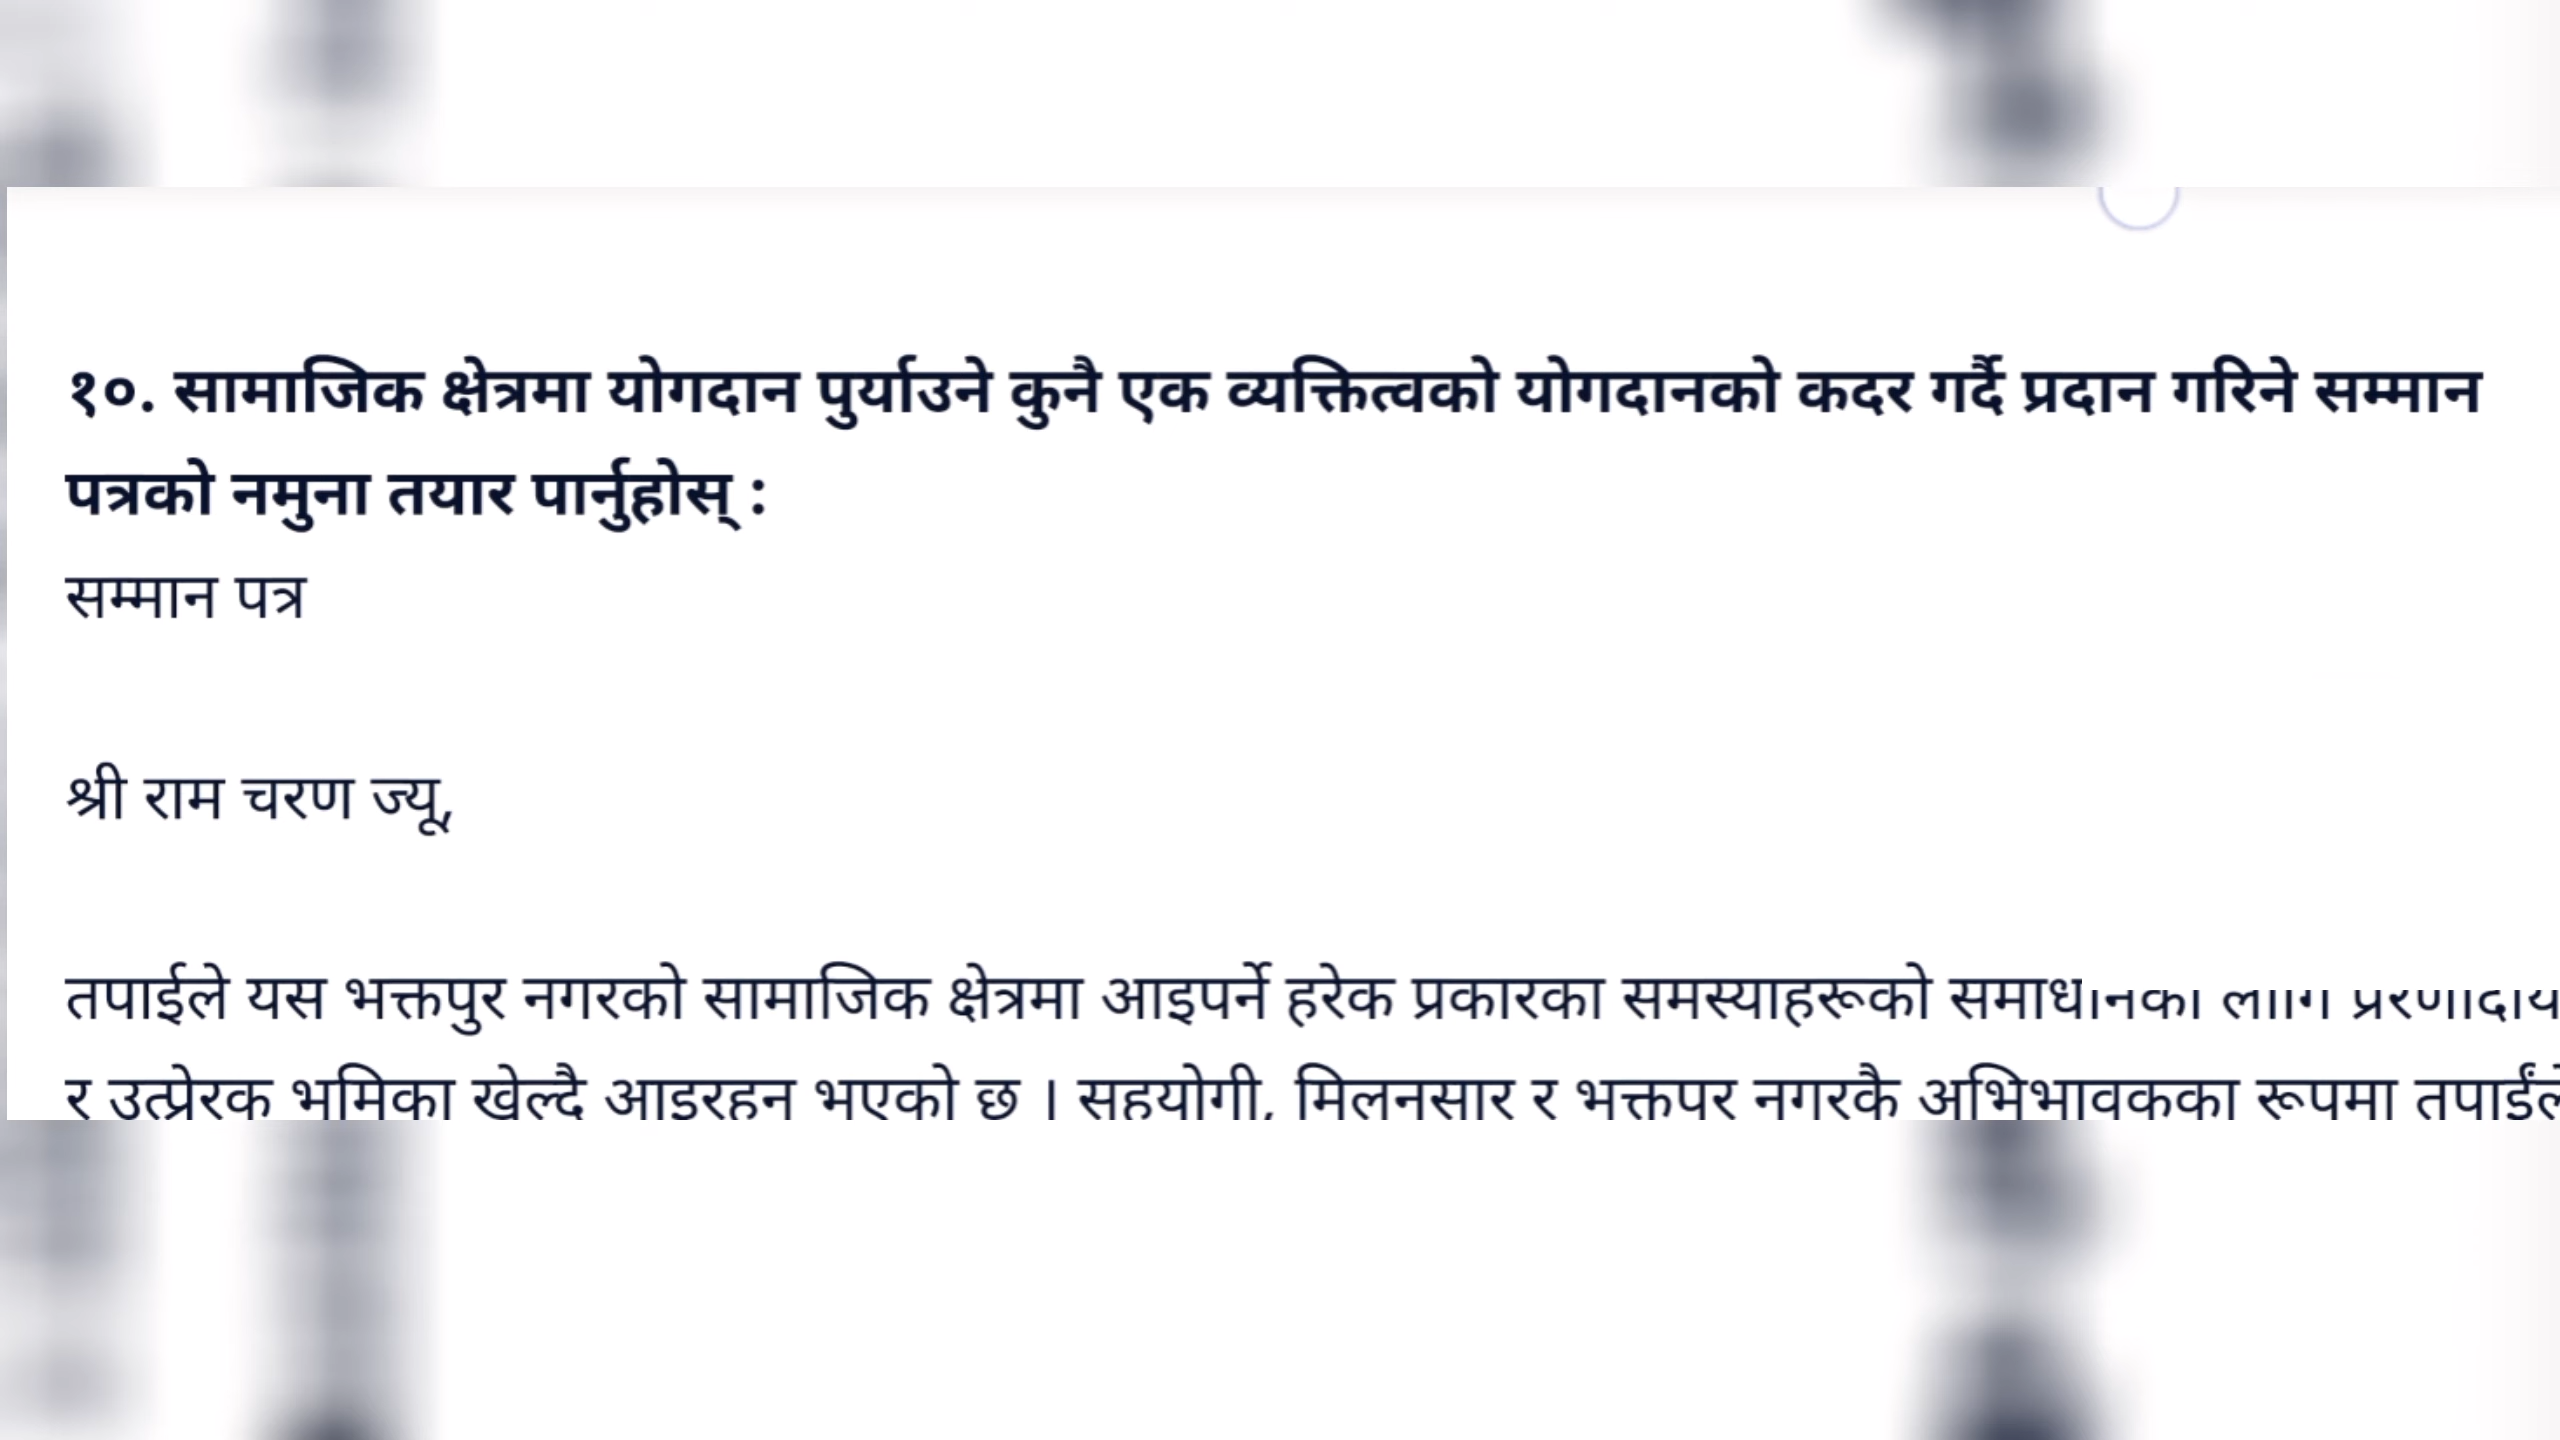 १०. सामाजिक क्षेत्रमा योगदान पुर्याउने कुनै एक व्यक्तित्वको योगदानको कदर गर्दै प्रदान गरिने सम्मान
पत्रको नमुना तयार पार्नुहोस् :
सम्मान पत्र
श्री राम चरण ज्यू,
तपाईले यस भक्तपुर नगरको सामाजिक क्षेत्रमा आइपर्ने हरेक प्रकारका समस्याहरूको समाधानका लागि
र उत्प्रेरक भूमिका खेल्दै आइरहनु भएको छ । सहयोगी, मिलनसार र भक्तपुर नगरकै अभिभावकका रूपमा